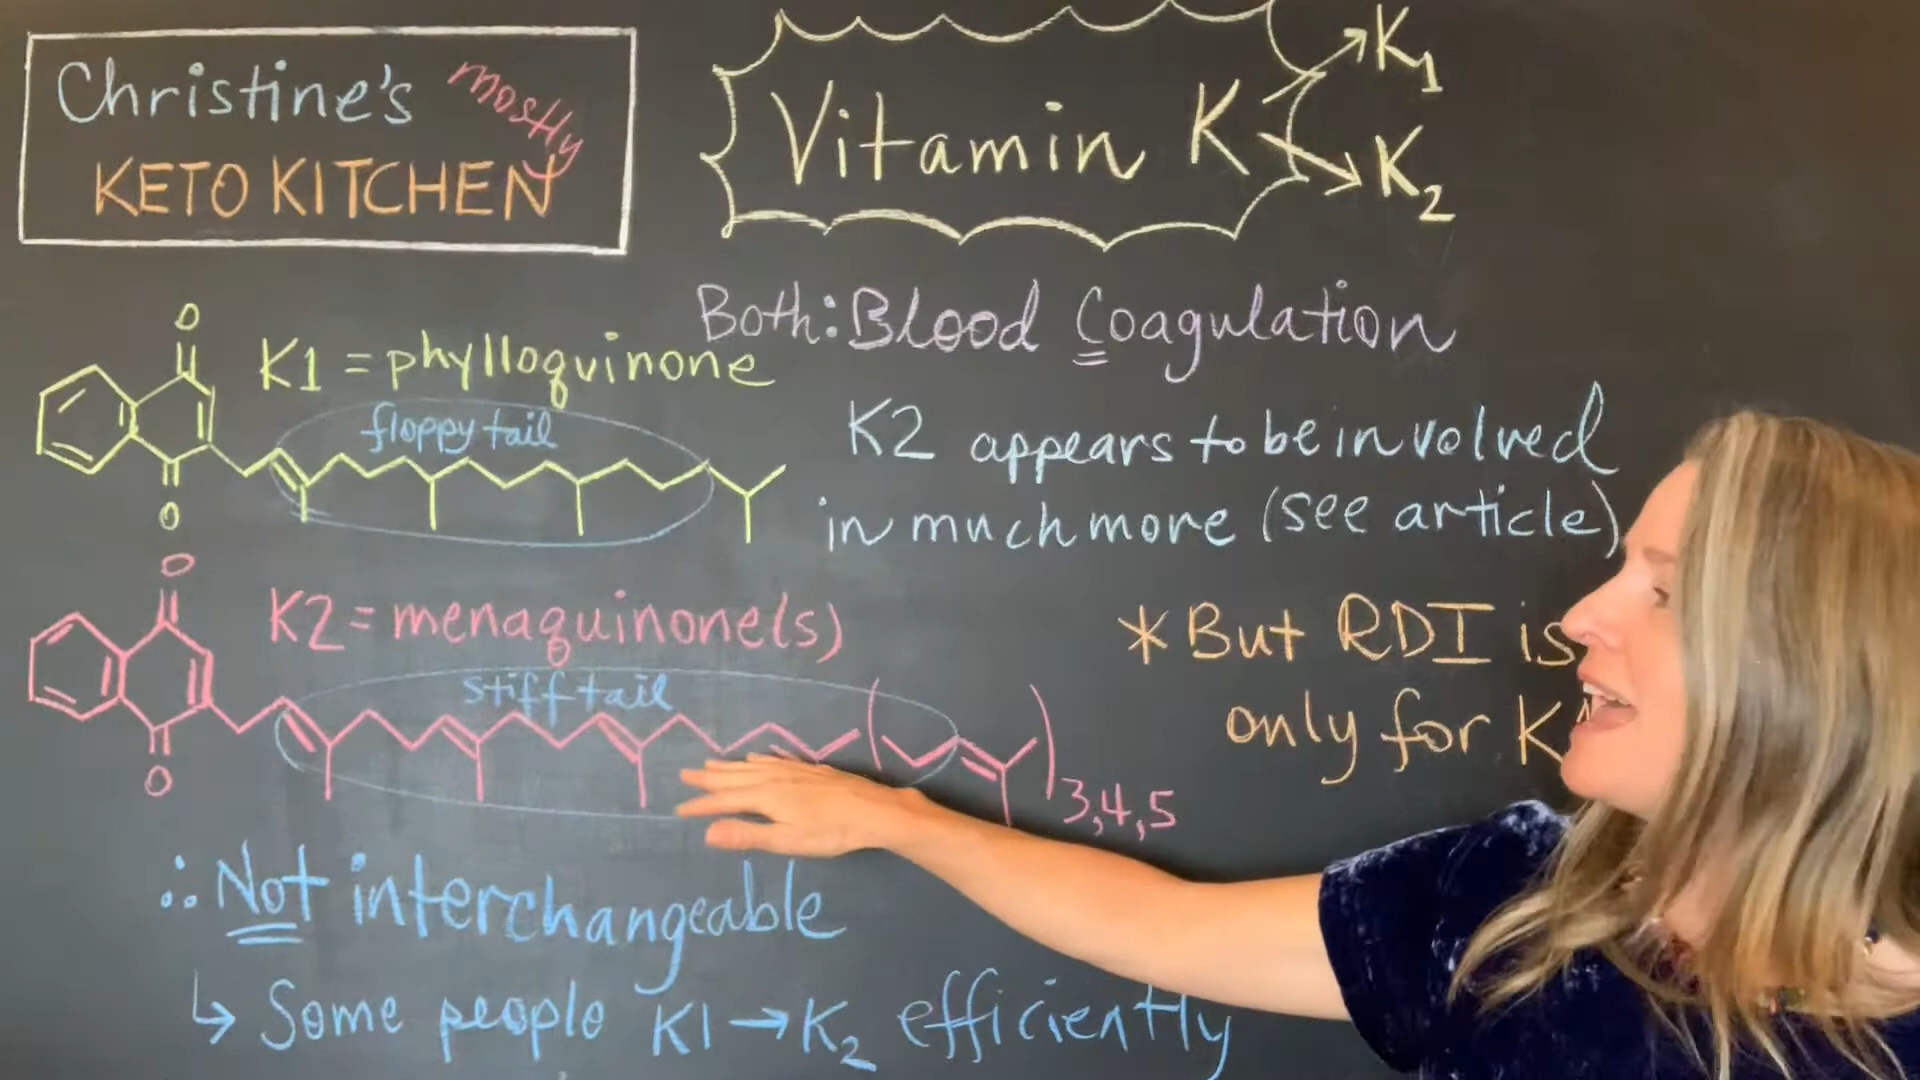 Christine's mostly
KETO KITCHEN
Vitamin K
K1
K2
Both: Blood Coagulation
O
K1 = phylloquinone
floppy tail
O
K2 appears to be involved
in much more (see article)
O
K2 = menaquinone(s)
stiff tail
O
3,4,5
* But RDI is
only for K
∴ Not interchangeable
↳ Some people K1 → K2 efficiently